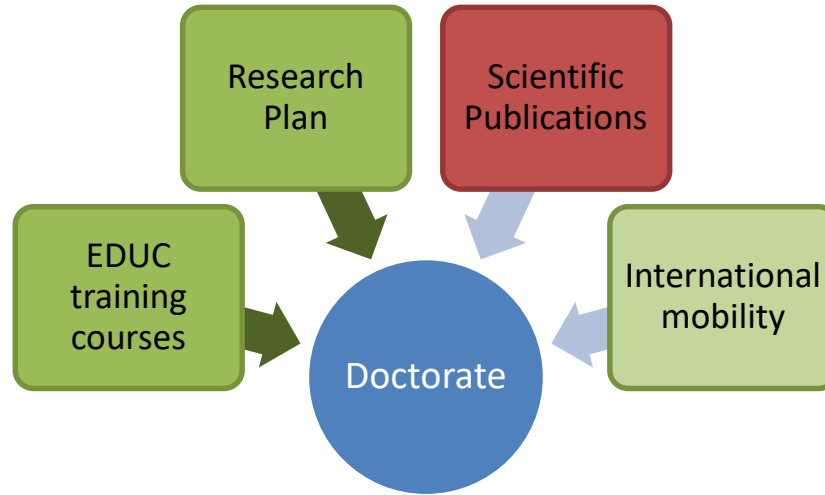 Research
Plan
Scientific
Publications
EDUC
training
courses
International
mobility
Doctorate